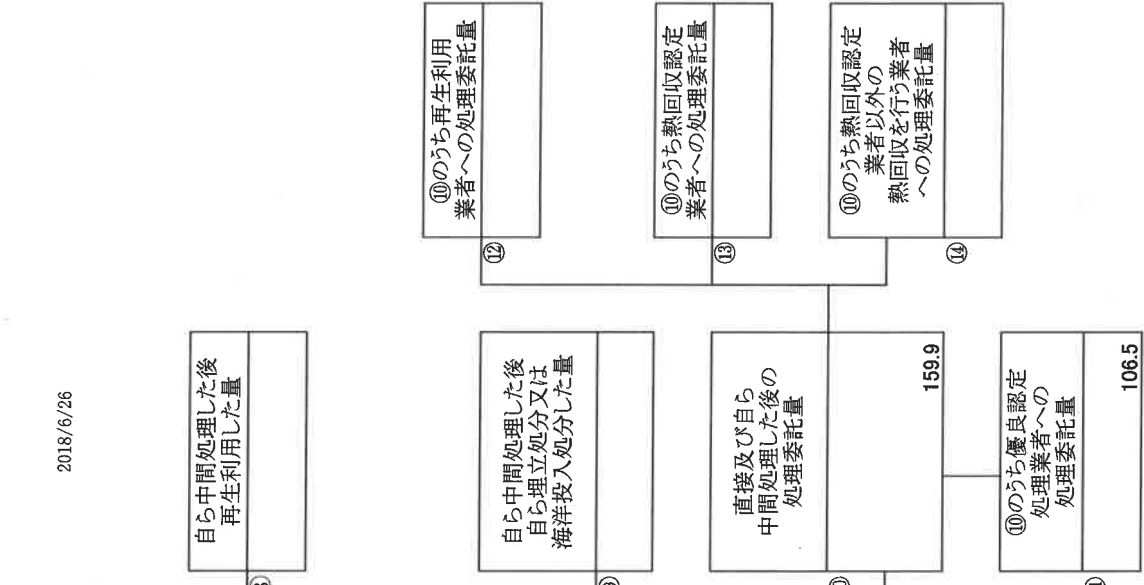 2018/6/26
自ら中間処理した後
再生利用した量
自ら中間処理した後
自ら埋立処分又は
海洋投入処分した量
直接及び自ら
中間処理した後の
処理委託量
159.9
⑩のうち優良認定
処理業者への
処理委託量
106.5
⑩のうち再生利用
業者への処理委託量
⑫
⑩のうち熱回収認定
業者への処理委託量
⑬
⑩のうち熱回収認定
業者以外の
熱回収を行う業者
への処理委託量
⑭